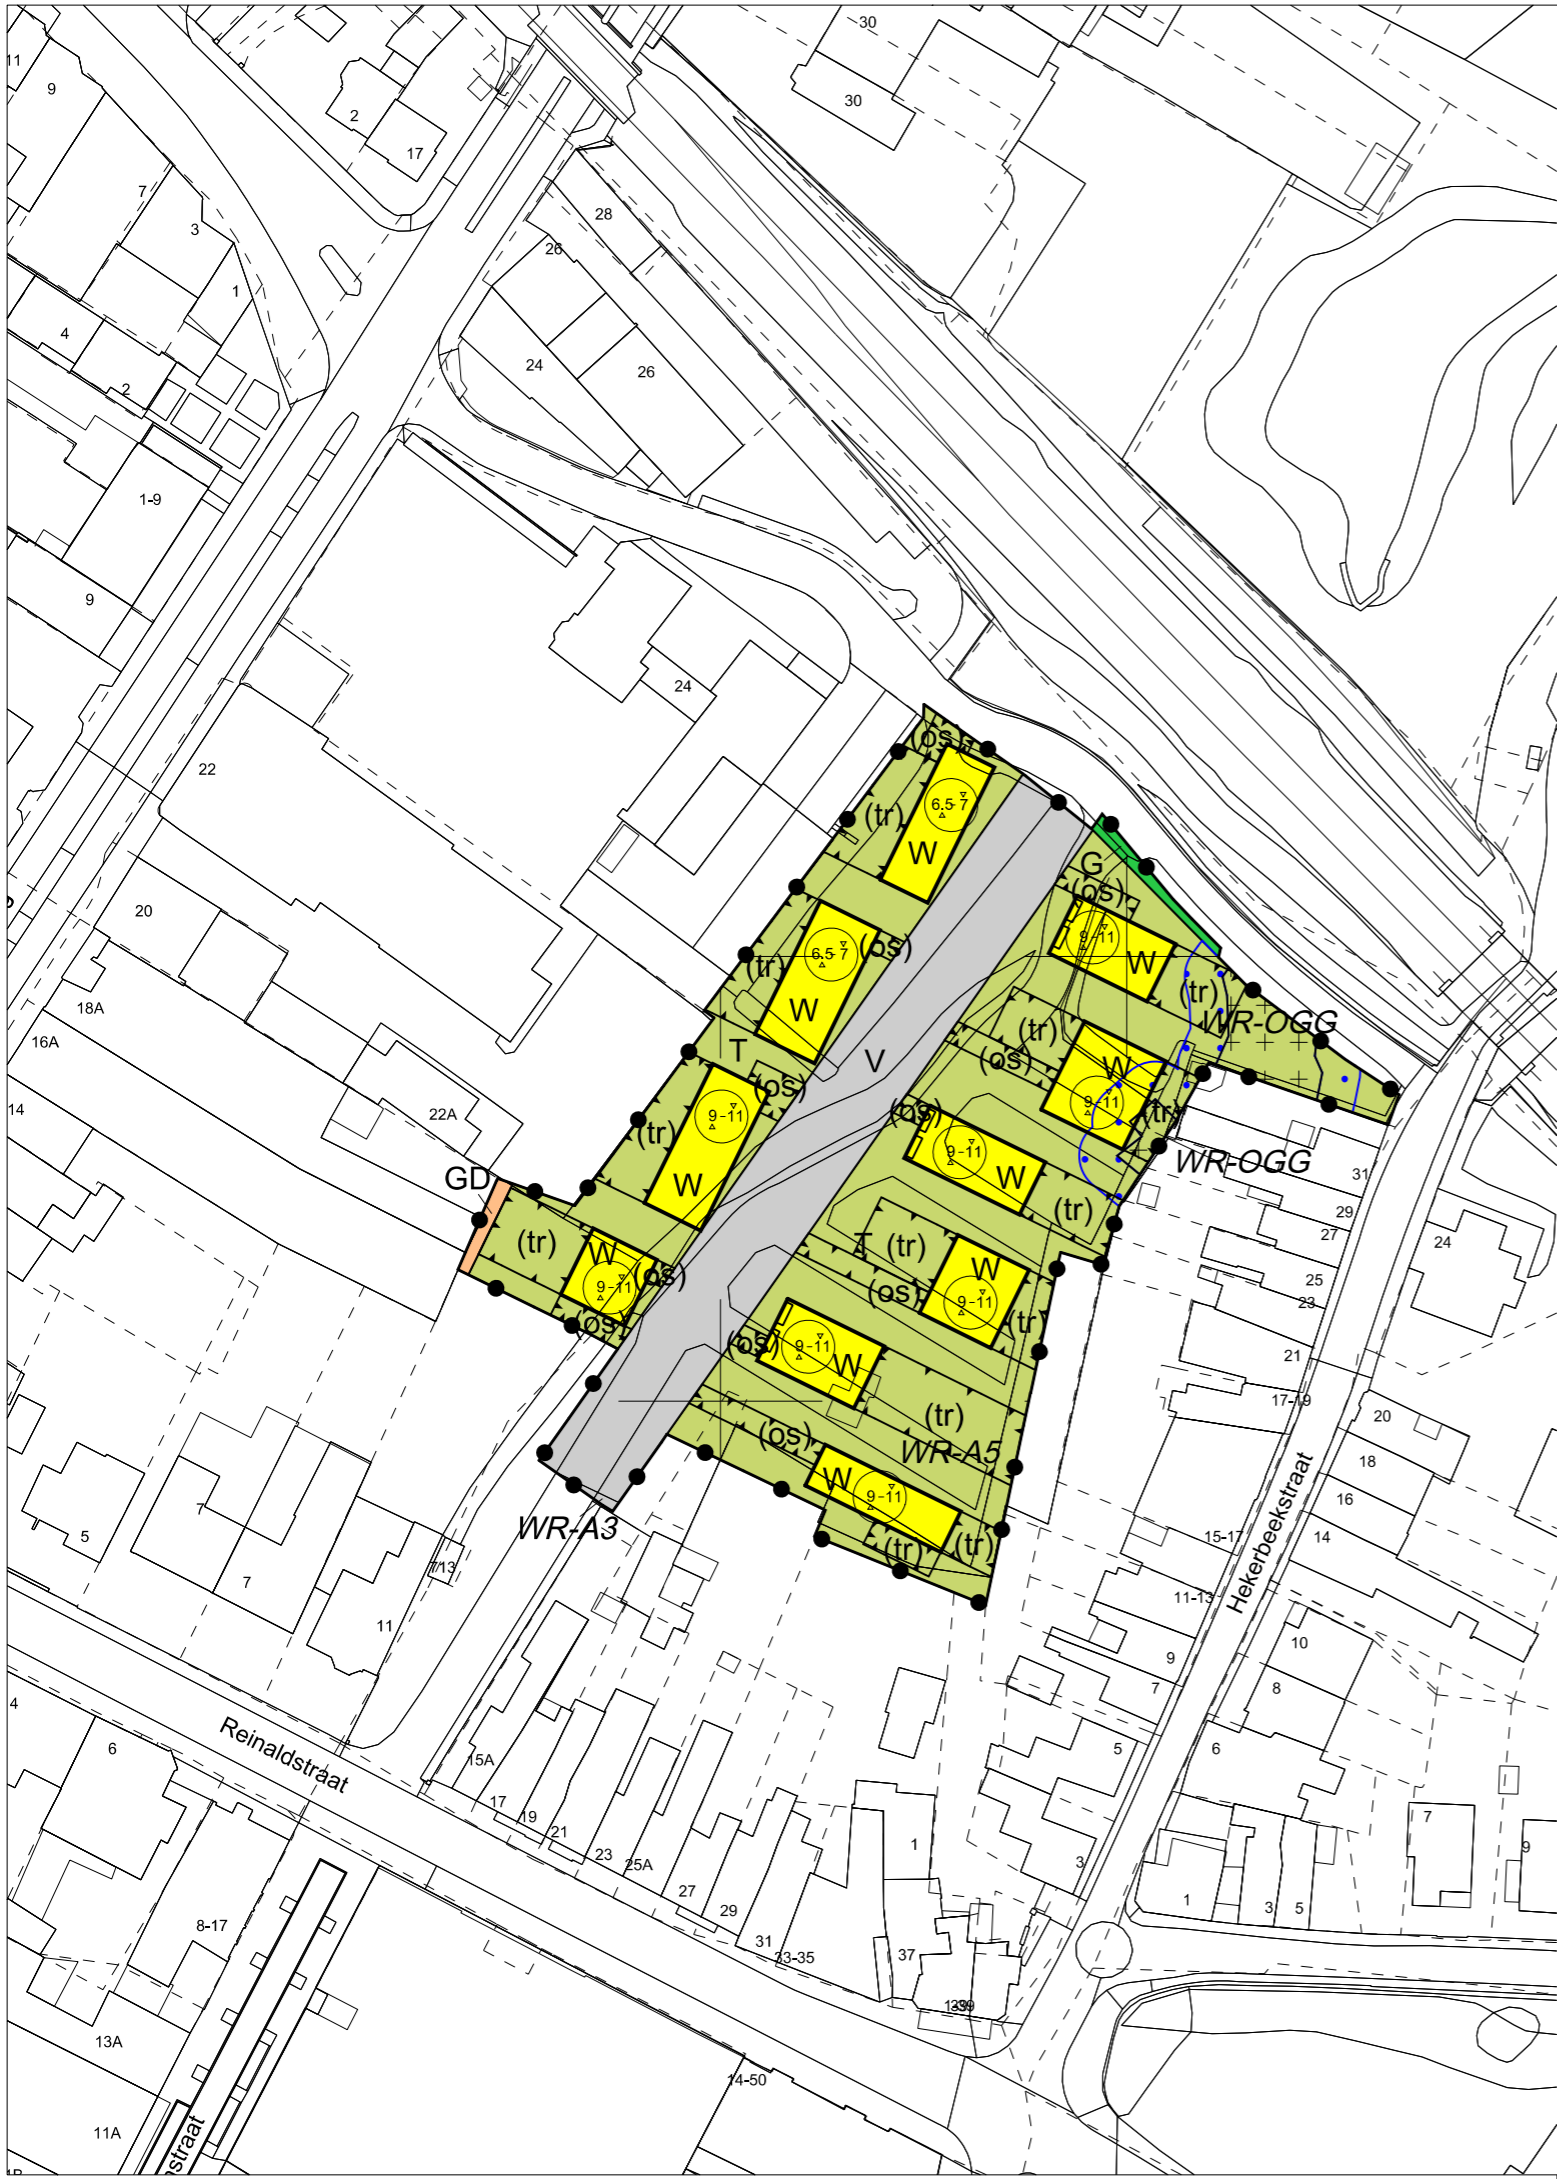 30
11
9
30
2
17
7
3
28
26
1
4
24
26
2
1-9
9
24
22
(os)
6.5-7
(tr)
W
G
(os)
20
6.5-7
(os)
9-11
W
(tr)
W
(tr)
18A
WR-OGG
(tr)
16A
T
V
(os)
W
(os)
9-11
14
22A
9-11
(os)
(tr)
(tr)
9-11
WR-OGG
W
31
GD
W
(tr)
29
27
24
(tr)
W
(os)
T
(tr)
W
25
9-11
(os)
9-11
23
(os)
(tr)
(os)
9-11
W
21
17-19
(tr)
20
(os)
WR-A5
18
W
9-11
16
WR-A3
14
5
7
15-17
(tr)
(tr)
7/13
7
11-13
Hekerbeekstraat
11
10
9
7
8
4
6
Reinaldstraat
5
6
15A
17
19
21
23
25A
1
7
9
3
27
29
1
3
5
8-17
31
33-35
37
13A
14-50
11A
straat